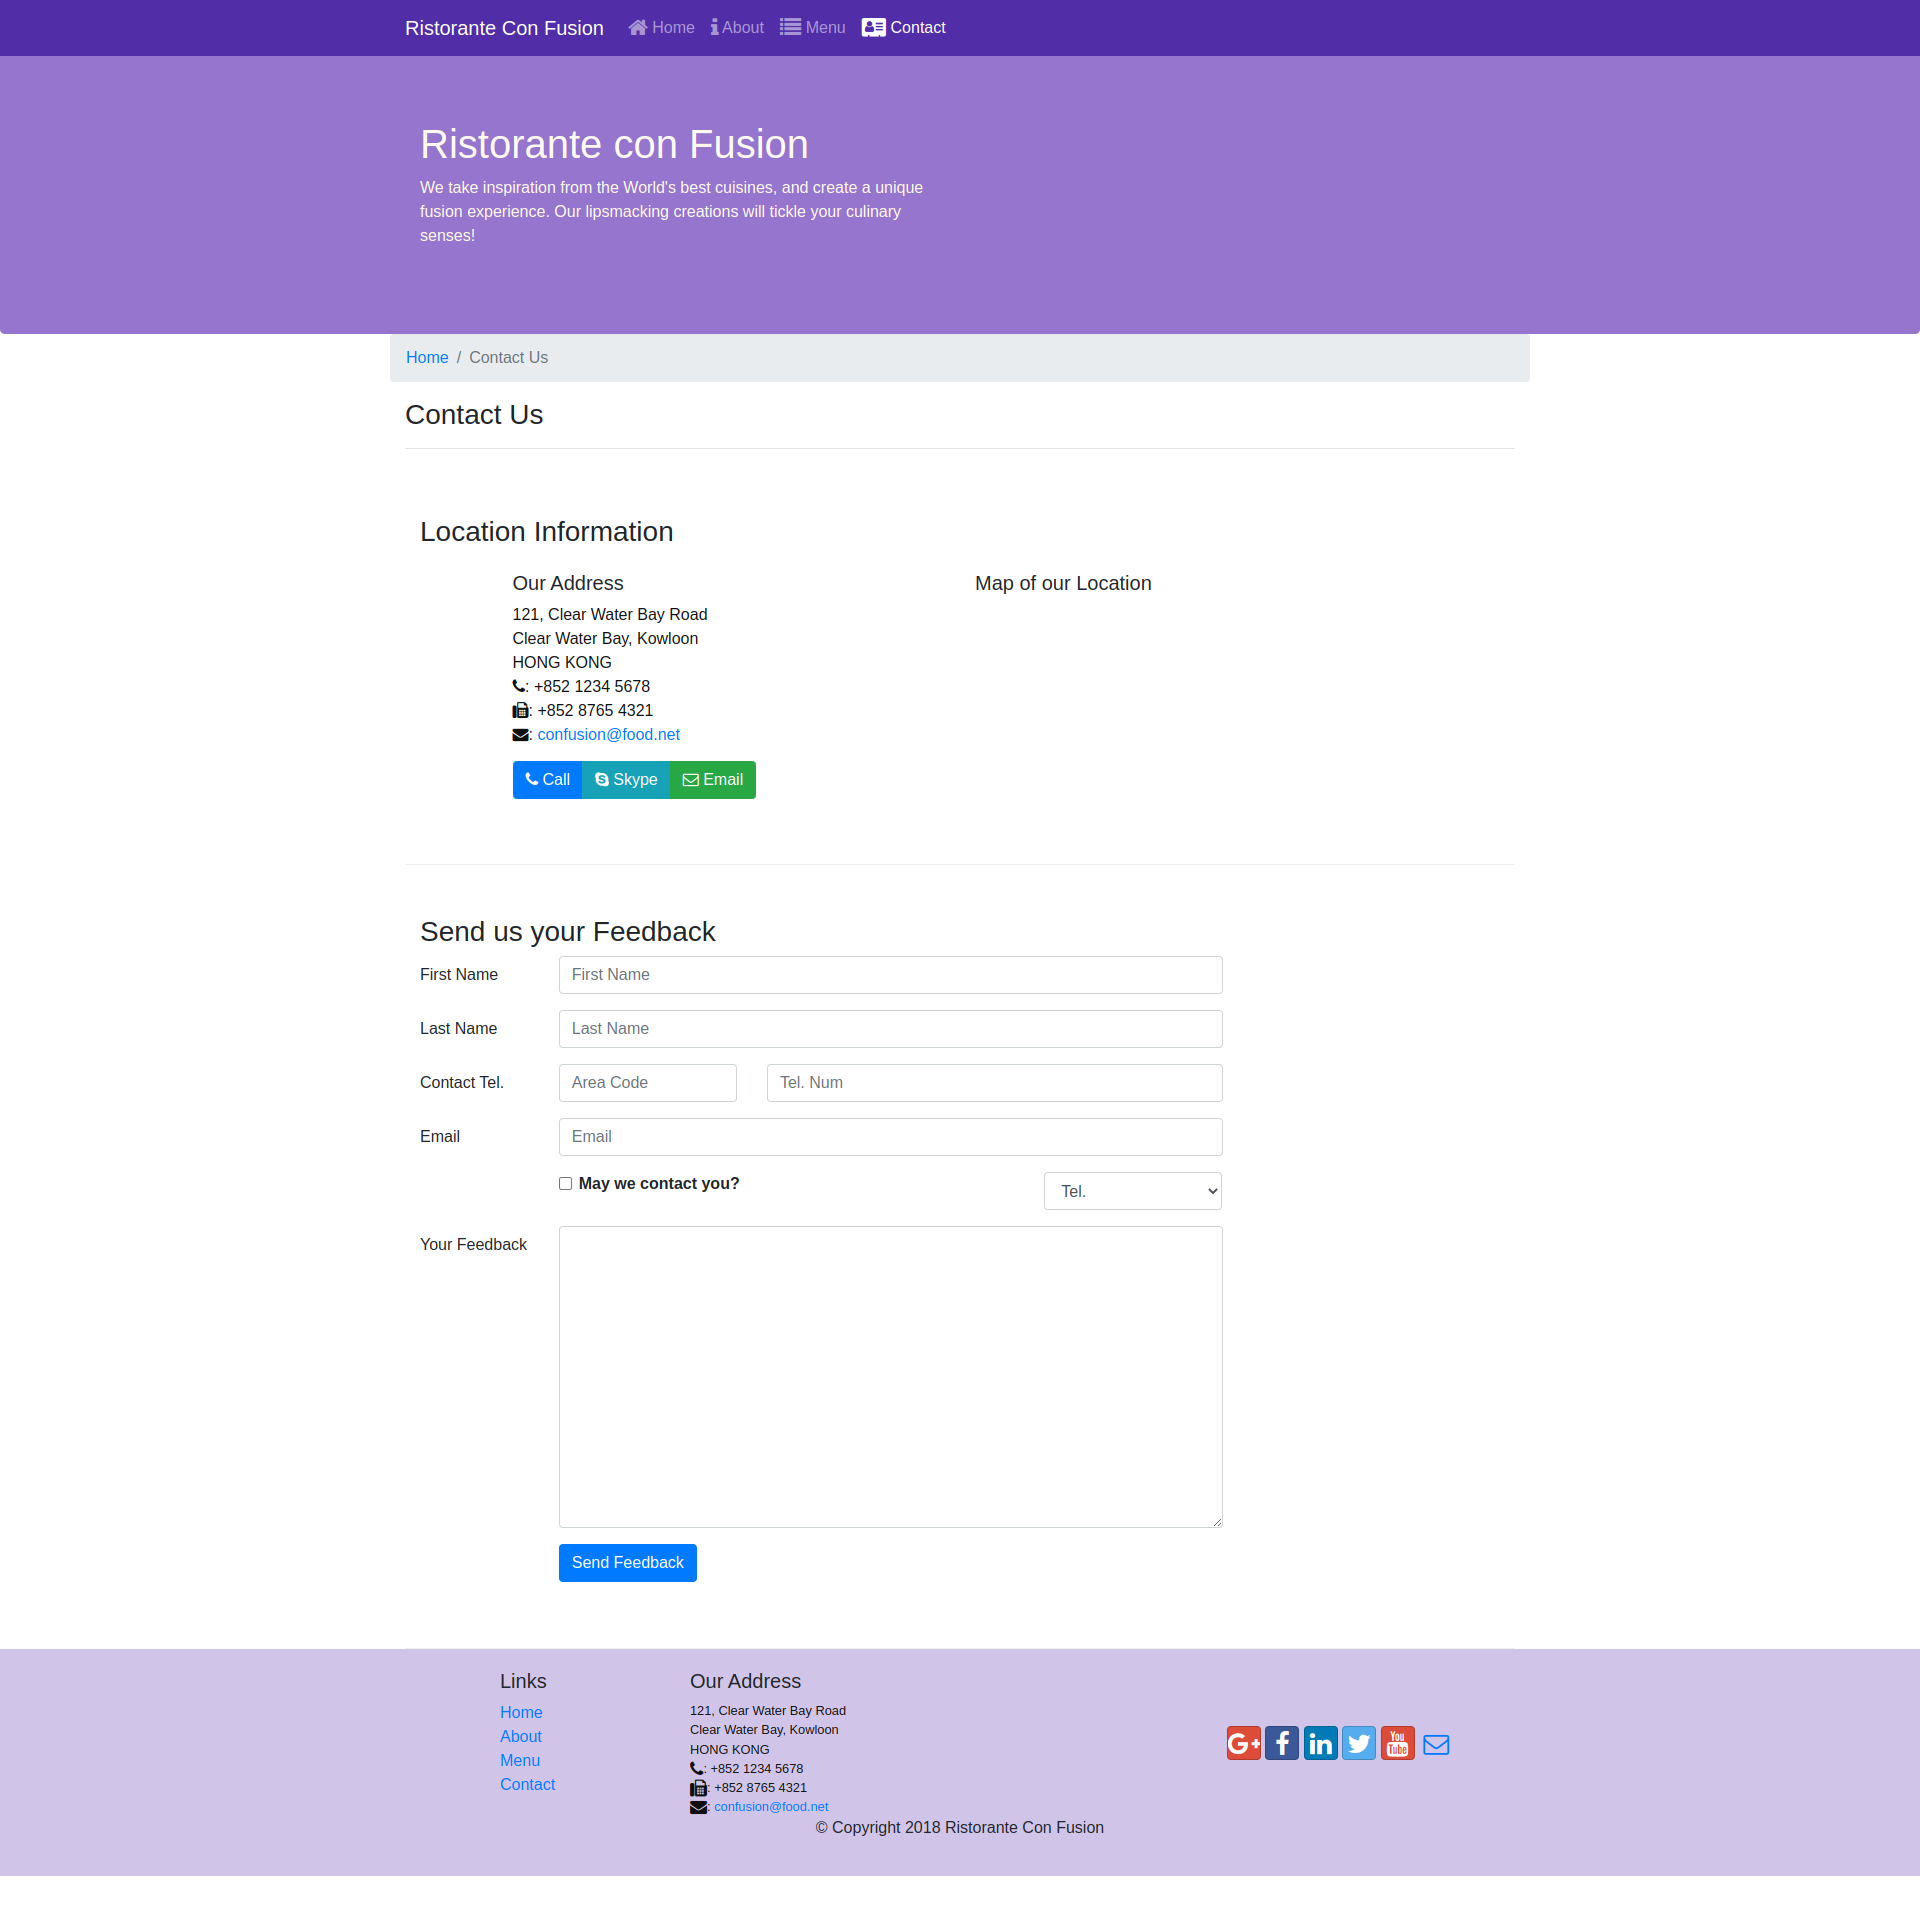 Ristorante Con Fusion Home About Menu Contact
Ristorante con Fusion
We take inspiration from the World's best cuisines, and create a unique
fusion experience. Our lipsmacking creations will tickle your culinary
senses!
Home / Contact Us
Contact Us
Location Information
Our Address
121, Clear Water Bay Road
Clear Water Bay, Kowloon
HONG KONG
: +852 1234 5678
: +852 8765 4321
: confusion@food.net
Call Skype Email
Map of our Location
Send us your Feedback
First Name First Name
Last Name Last Name
Contact Tel. Area Code Tel. Num
Email Email
May we contact you? Tel.
Your Feedback
Send Feedback
Links
Home
About
Menu
Contact
Our Address
121, Clear Water Bay Road
Clear Water Bay, Kowloon
HONG KONG
: +852 1234 5678
: +852 8765 4321
: confusion@food.net
G+ f in You Tube
© Copyright 2018 Ristorante Con Fusion